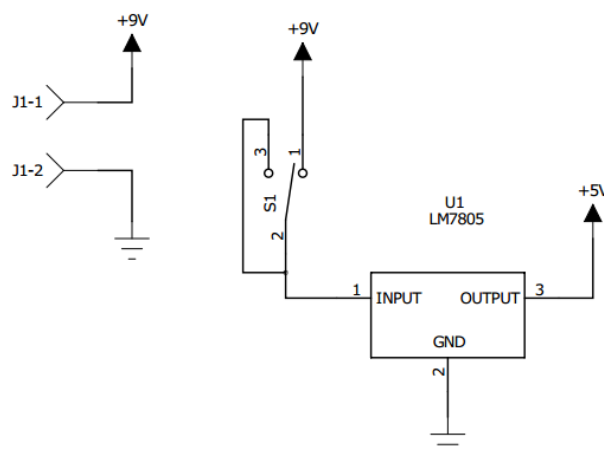 +9V
J1-1
J1-2
+9V
3
1
S1
2
U1
LM7805
+5V
1
INPUT
OUTPUT
3
GND
2